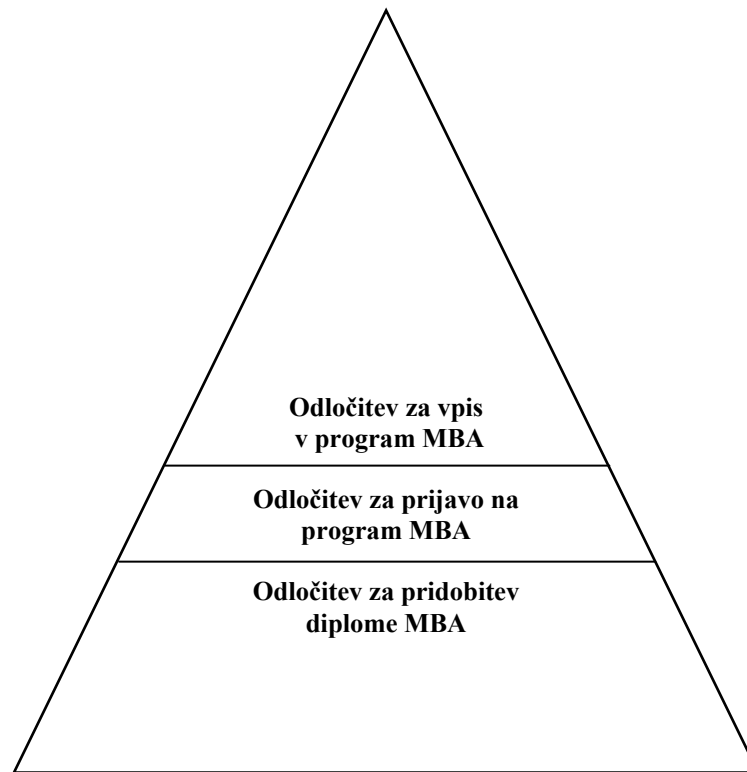 Odločitev za vpis
v program MBA
Odločitev za prijavo na
program MBA
Odločitev za pridobitev
diplome MBA